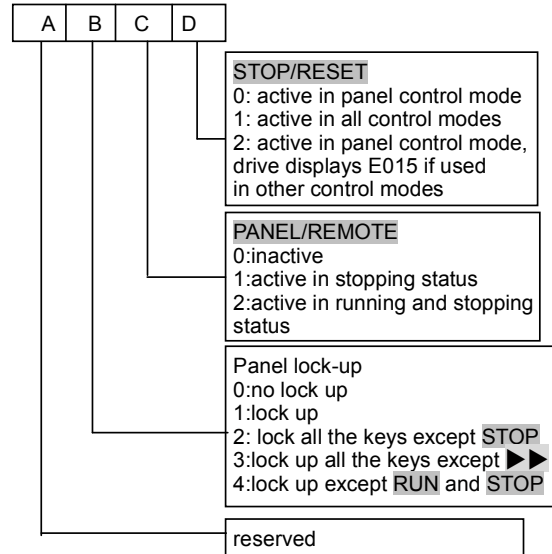 A B C D
STOP/RESET
0: active in panel control mode
1: active in all control modes
2: active in panel control mode,
drive displays E015 if used
in other control modes
PANEL/REMOTE
0:inactive
1:active in stopping status
2:active in running and stopping
status
Panel lock-up
0:no lock up
1:lock up
2: lock all the keys except STOP
3:lock up all the keys except ▶▶
4:lock up except RUN and STOP
reserved